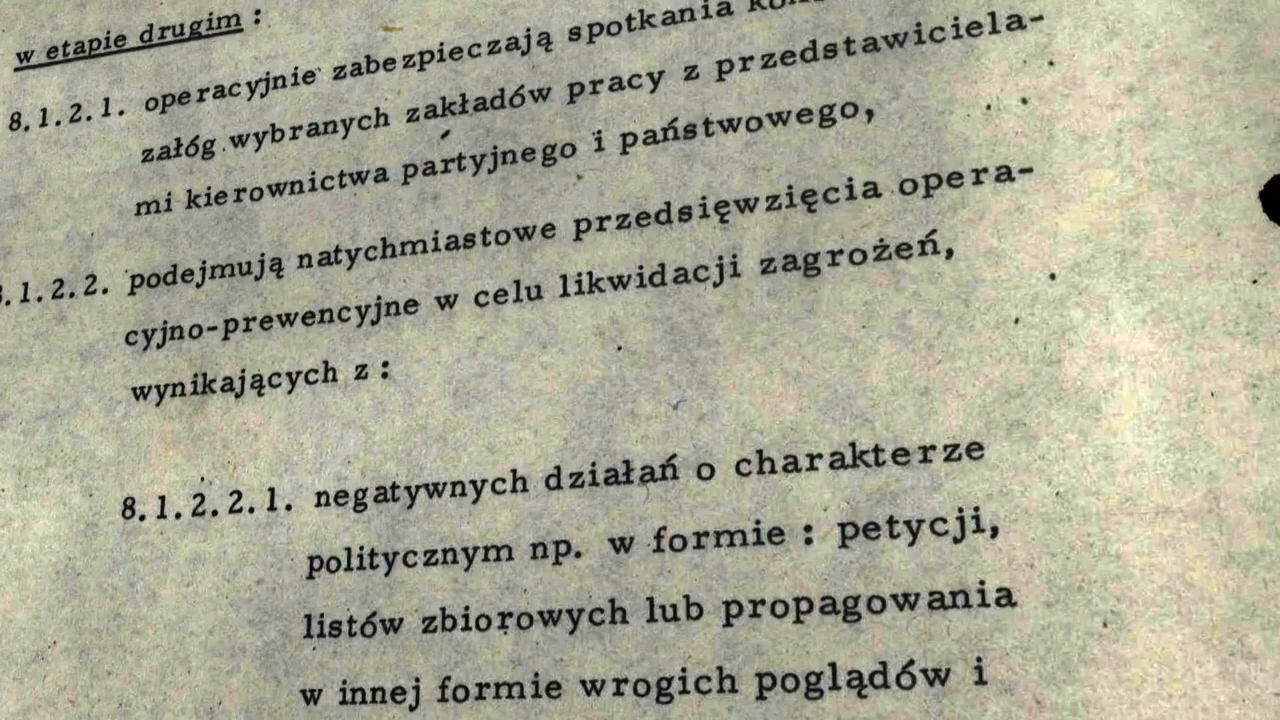 w etapie drugim :
8.1.2.1. operacyjnie zabezpieczają spotkania
załóg wybranych zakładów pracy z przedstawiciela-
mi kierownictwa partyjnego i państwowego,
.1.2.2. podejmują natychmiastowe przedsięwzięcia opera-
cyjno-prewencyjne w celu likwidacji zagrożeń,
wynikających z :
8.1.2.2.1. negatywnych działań o charakterze
politycznym np. w formie : petycji,
listów zbiorowych lub propagowania
w innej formie wrogich poglądów i